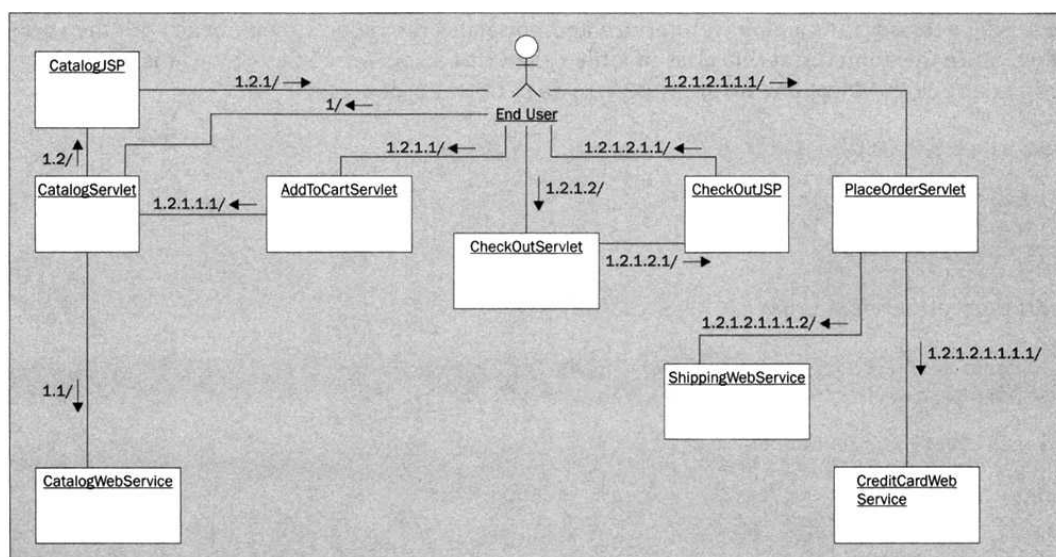 CatalogJSP
1.2.1/
1/
End User
1.2.1.2.1.1.1/
1.2/
CatalogServlet
1.2.1.1/
AddToCartServlet
1.2.1.1.1/
1.2.1.2/
CheckOutServlet
1.2.1.2.1.1/
CheckOutJSP
1.2.1.2.1/
PlaceOrderServlet
1.2.1.2.1.1.1.2/
ShippingWebService
1.2.1.2.1.1.1.1/
1.1/
CatalogWebService
CreditCardWeb
Service